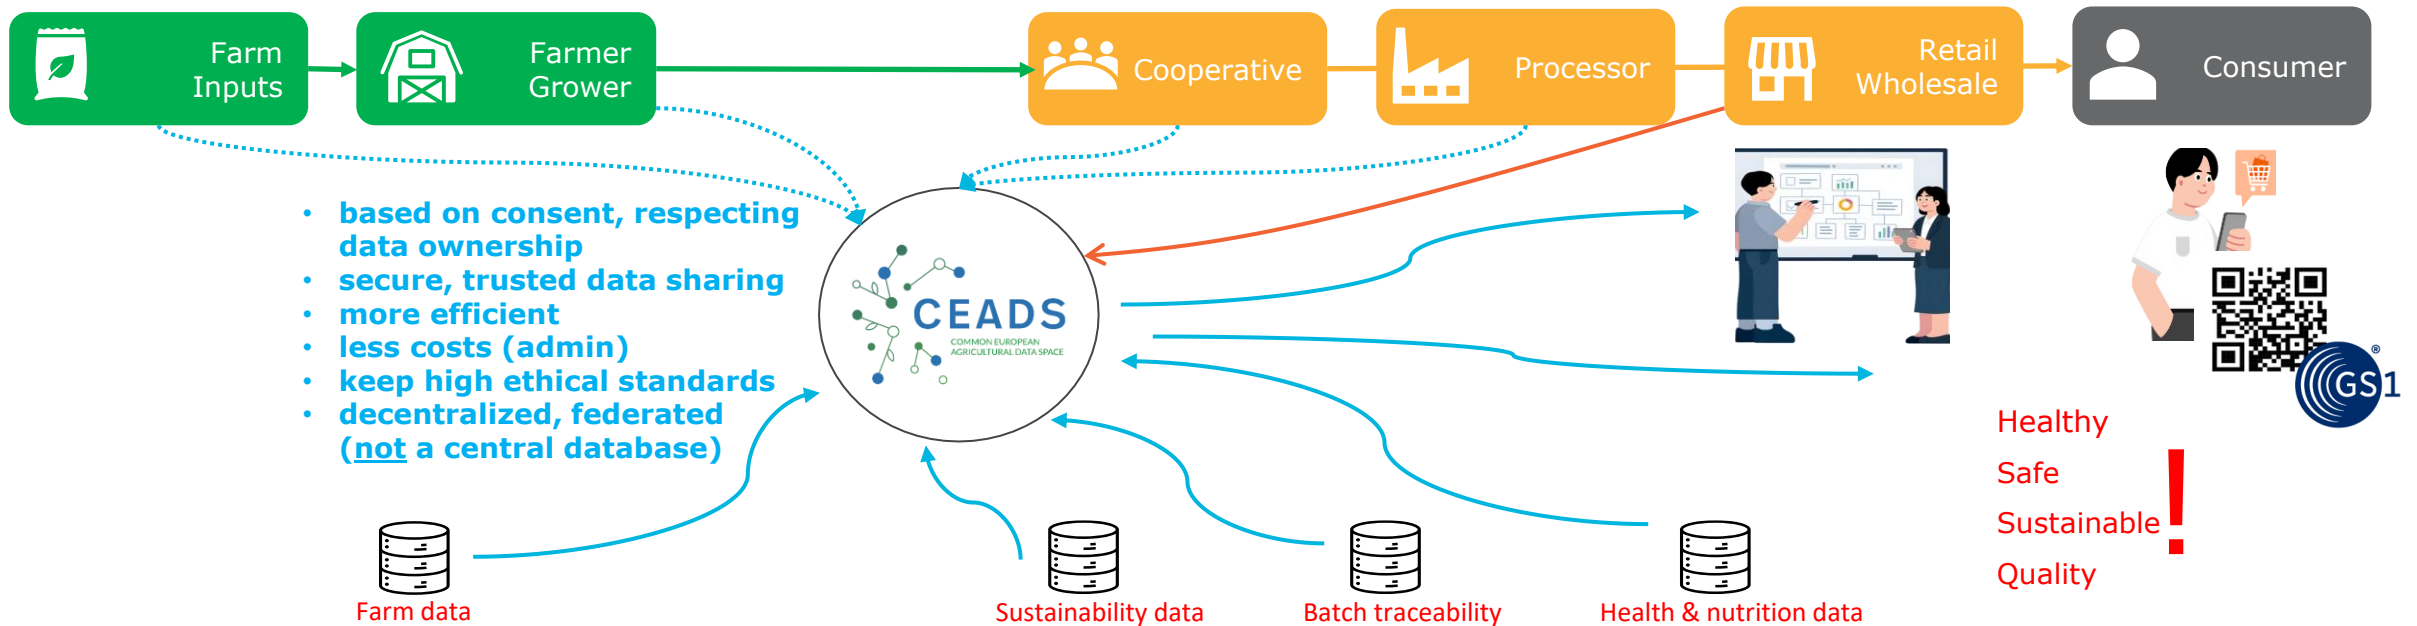 Farm
Inputs
Farmer
Grower
Cooperative
Processor
Retail
Wholesale
Consumer
• based on consent, respecting
data ownership
• secure, trusted data sharing
• more efficient
• less costs (admin)
• keep high ethical standards
• decentralized, federated
(not a central database)
CEADS
COMMON EUROPEAN
AGRICULTURAL DATA SPACE
GS1
®
Healthy
Safe
Sustainable
Quality
!
Farm data
Sustainability data
Batch traceability
Health & nutrition data